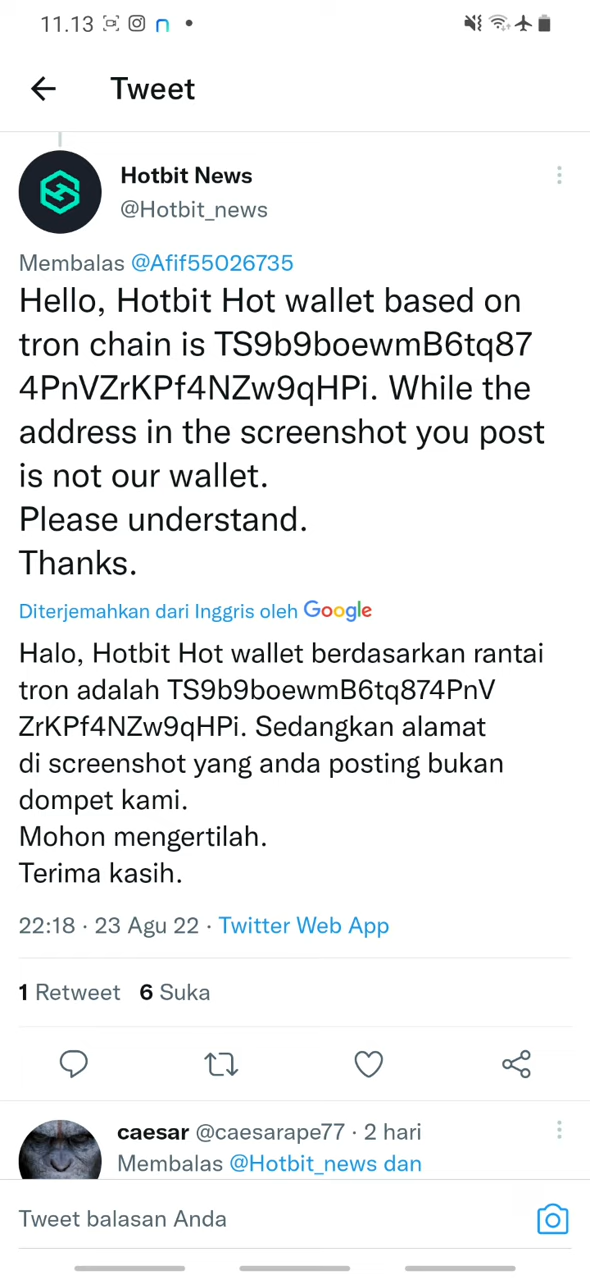 11.13
Tweet
Hotbit News
@Hotbit_news
Membalas @Afif55026735
Hello, Hotbit Hot wallet based on
tron chain is TS9b9boewmB6tq87
4PnVZrKPf4NZw9qHPi. While the
address in the screenshot you post
is not our wallet.
Please understand.
Thanks.
Diterjemahkan dari Inggris oleh Google
Halo, Hotbit Hot wallet berdasarkan rantai
tron adalah TS9b9boewmB6tq874PnV
ZrKPf4NZw9qHPi. Sedangkan alamat
di screenshot yang anda posting bukan
dompet kami.
Mohon mengertilah.
Terima kasih.
22:18 · 23 Agu 22 · Twitter Web App
1 Retweet 6 Suka
caesar @caesarape77 · 2 hari
Membalas @Hotbit_news dan
Tweet balasan Anda